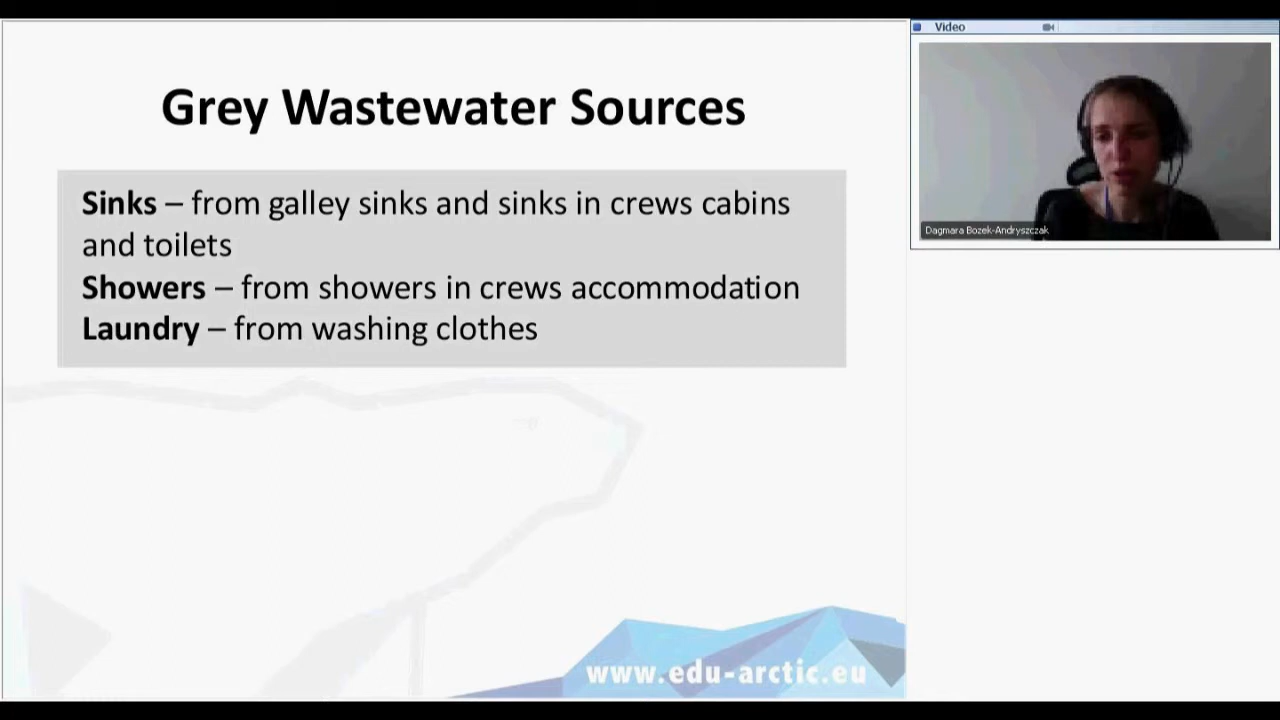 Grey Wastewater Sources
Sinks – from galley sinks and sinks in crews cabins
and toilets
Showers – from showers in crews accommodation
Laundry – from washing clothes
www.edu-arctic.eu
Video
Dagmara Bozek-Andryszczak